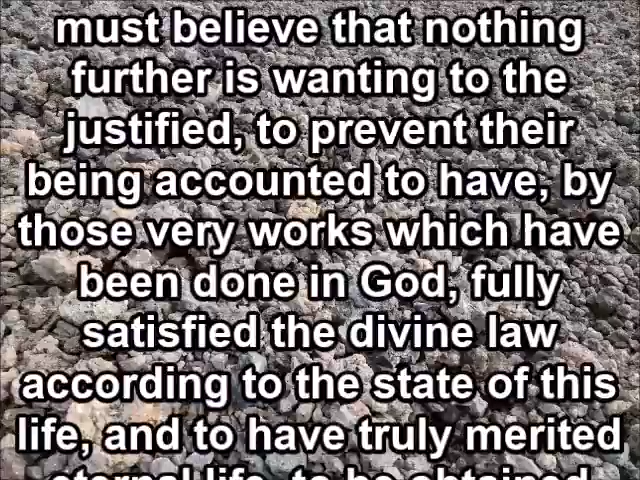 must believe that nothing
further is wanting to the
justified, to prevent their
being accounted to have, by
those very works which have
been done in God, fully
satisfied the divine law
according to the state of this
life, and to have truly merited
eternal life, to be obtained